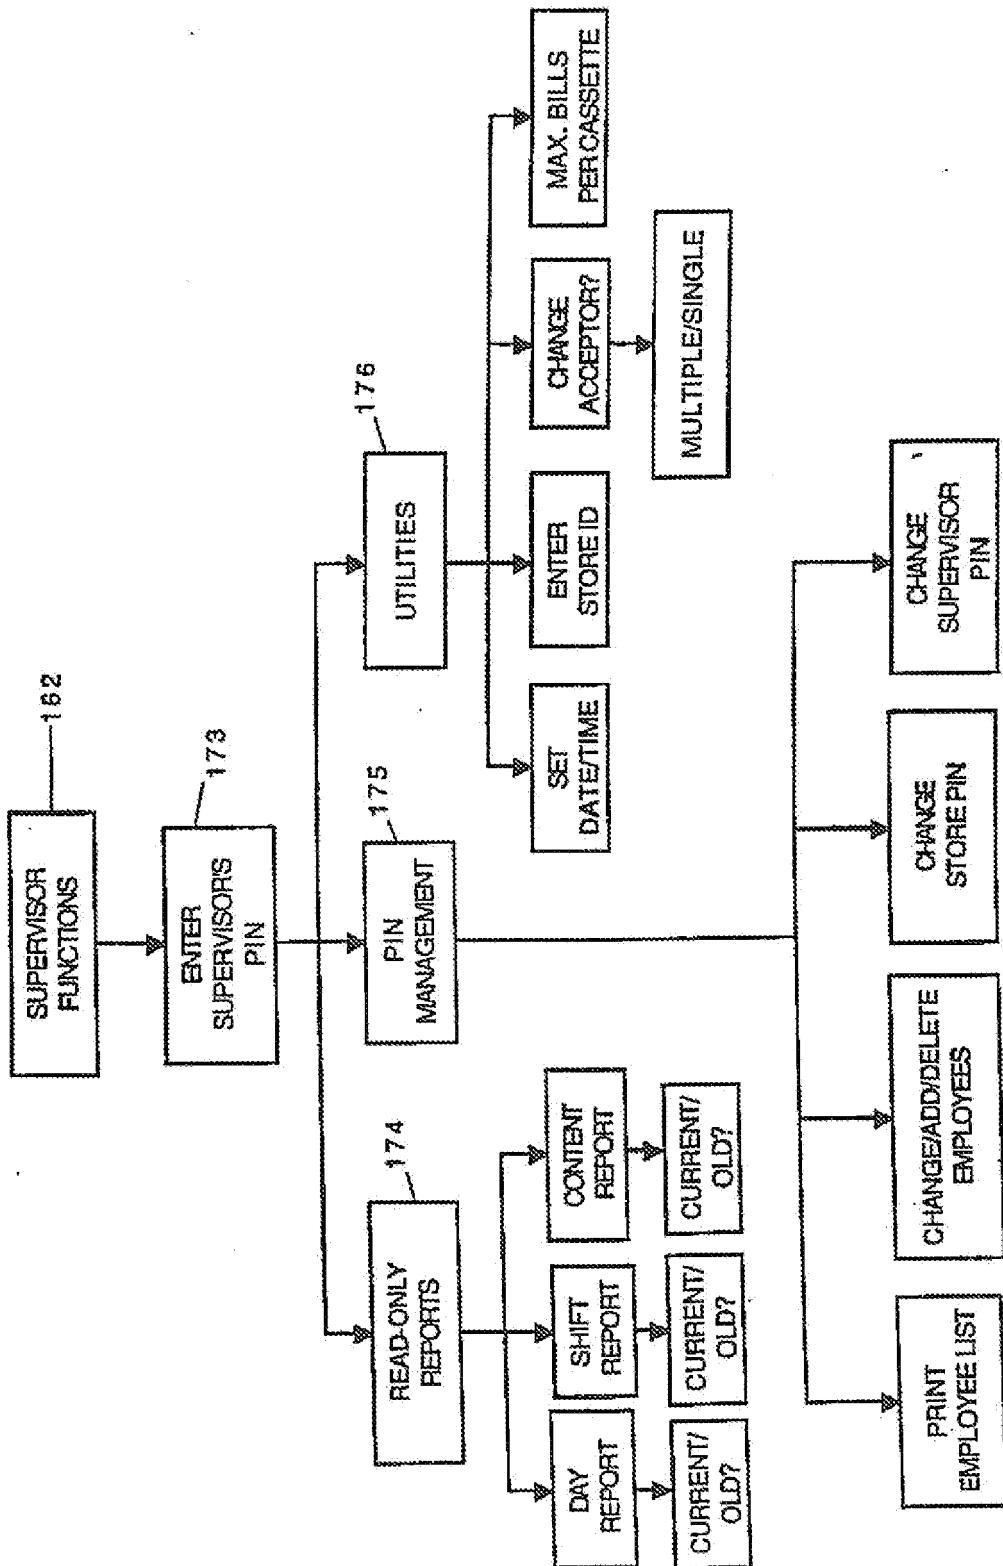 SUPERVISOR
FUNCTIONS
162
ENTER
SUPERVISOR'S
PIN
173
READ-ONLY
REPORTS
174
PIN
MANAGEMENT
175
UTILITIES
176
DAY
REPORT
SHIFT
REPORT
CONTENT
REPORT
CURRENT/
OLD?
CURRENT/
OLD?
CURRENT/
OLD?
SET
DATE/TIME
ENTER
STORE ID
CHANGE
ACCEPTOR?
MAX. BILLS
PER CASSETTE
MULTIPLE/SINGLE
PRINT
EMPLOYEE LIST
CHANGE/ADD/DELETE
EMPLOYEES
CHANGE
STORE PIN
CHANGE
SUPERVISOR
PIN